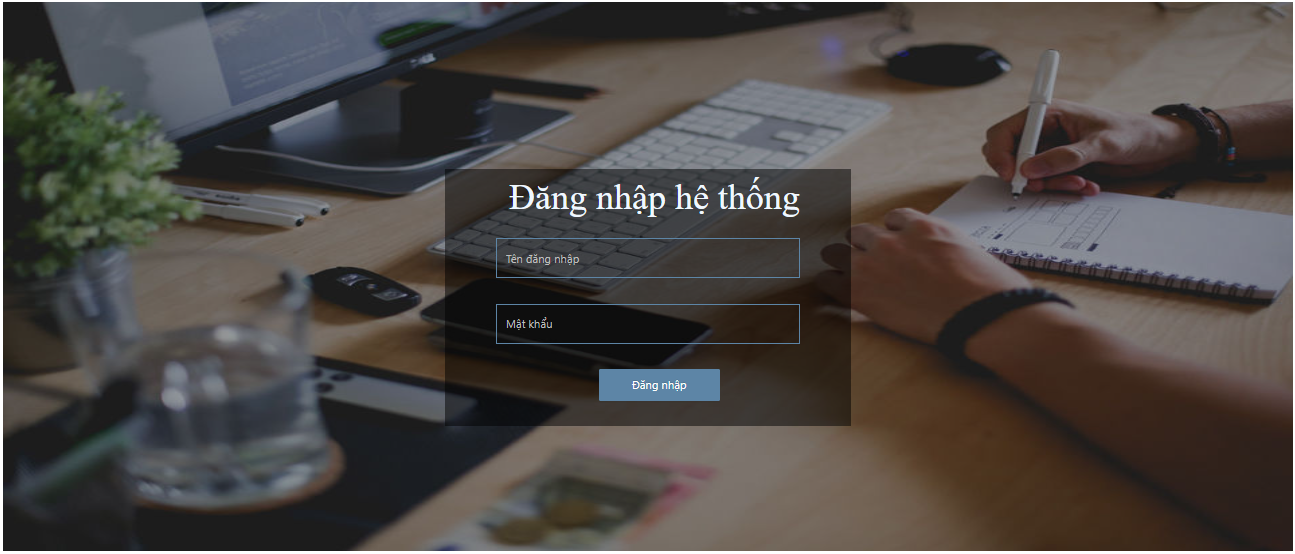 Đăng nhập hệ thống
Tên đăng nhập
Mật khẩu
Đăng nhập